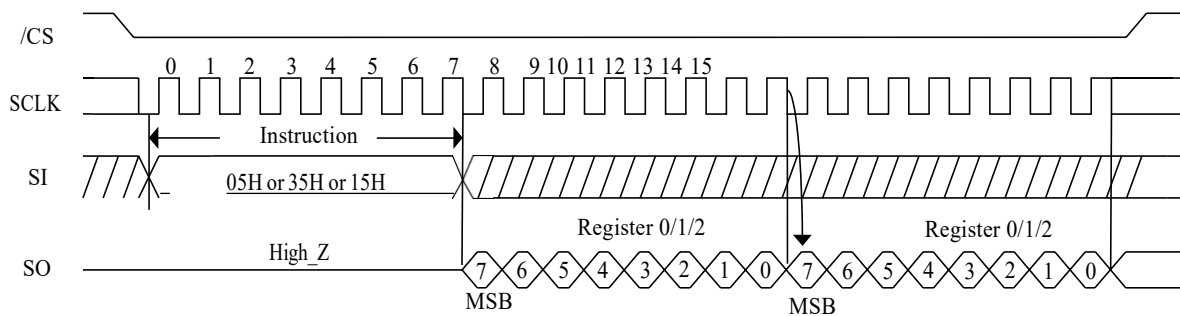 /CS
0 1 2 3 4 5 6 7 8 9 10 11 12 13 14 15
SCLK
Instruction
SI
05H or 35H or 15H
Register 0/1/2 Register 0/1/2
High_Z
SO
7 6 5 4 3 2 1 0 7 6 5 4 3 2 1 0
MSB MSB